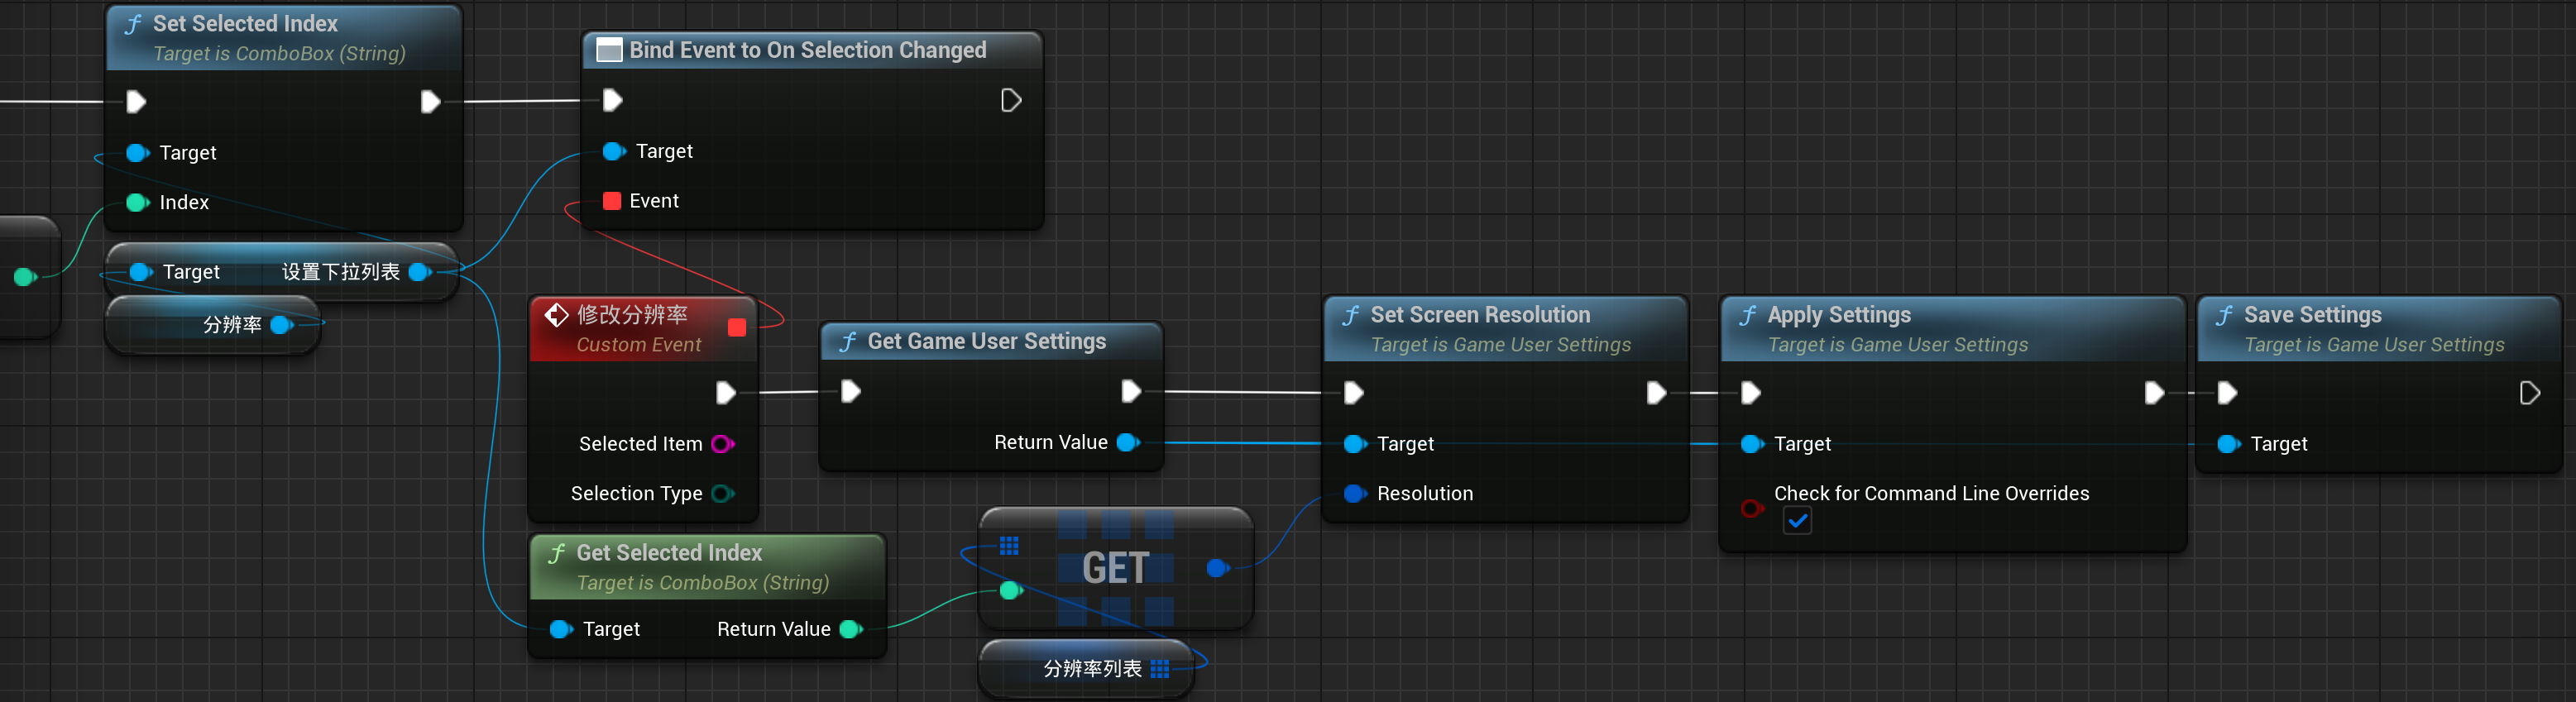 Set Selected Index
Target is ComboBox (String)
Target
Index
Target 设置下拉列表
分辨率
Bind Event to On Selection Changed
Target
Event
修改分辨率
Custom Event
Selected Item
Selection Type
Get Game User Settings
Return Value
Get Selected Index
Target is ComboBox (String)
Target Return Value
GET
分辨率列表
Set Screen Resolution
Target is Game User Settings
Target
Resolution
Apply Settings
Target is Game User Settings
Target
Check for Command Line Overrides
Save Settings
Target is Game User Settings
Target